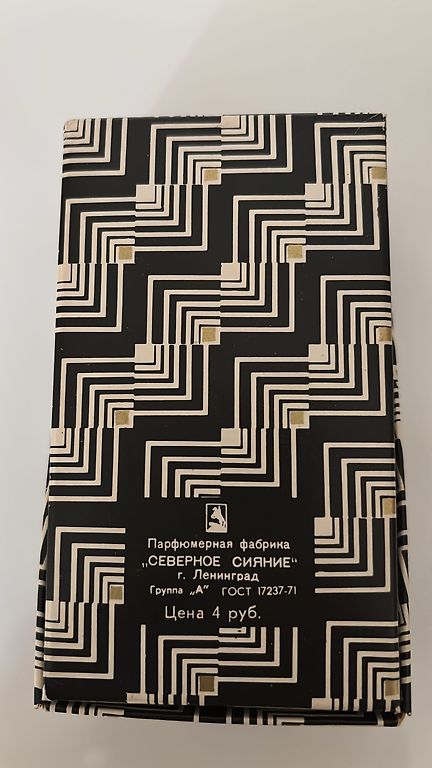 Парфюмерная фабрика
„СЕВЕРНОЕ СИЯНИЕ“
г. Ленинград
Группа „А“ ГОСТ 17237-71
Цена 4 руб.